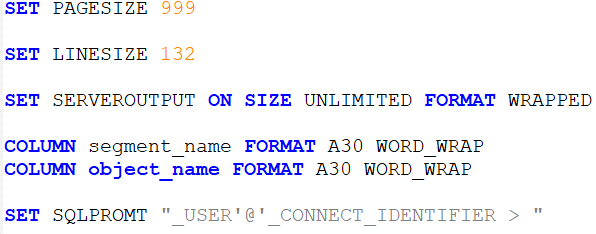 SET PAGESIZE 999
SET LINESIZE 132
SET SERVEROUTPUT ON SIZE UNLIMITED FORMAT WRAPPED
COLUMN segment_name FORMAT A30 WORD_WRAP
COLUMN object_name FORMAT A30 WORD_WRAP
SET SQLPROMT "_USER'@'_CONNECT_IDENTIFIER > "